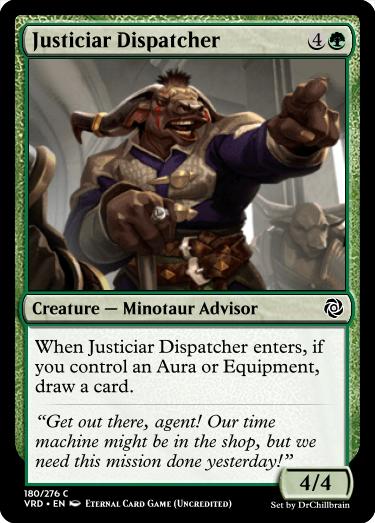 Justiciar Dispatcher 4
Creature — Minotaur Advisor
When Justiciar Dispatcher enters, if
you control an Aura or Equipment,
draw a card.
“Get out there, agent! Our time
machine might be in the shop, but we
need this mission done yesterday!”
4/4
180/276 C
VRD • EN Eternal Card Game (Uncredited)
Set by DrChillbrain